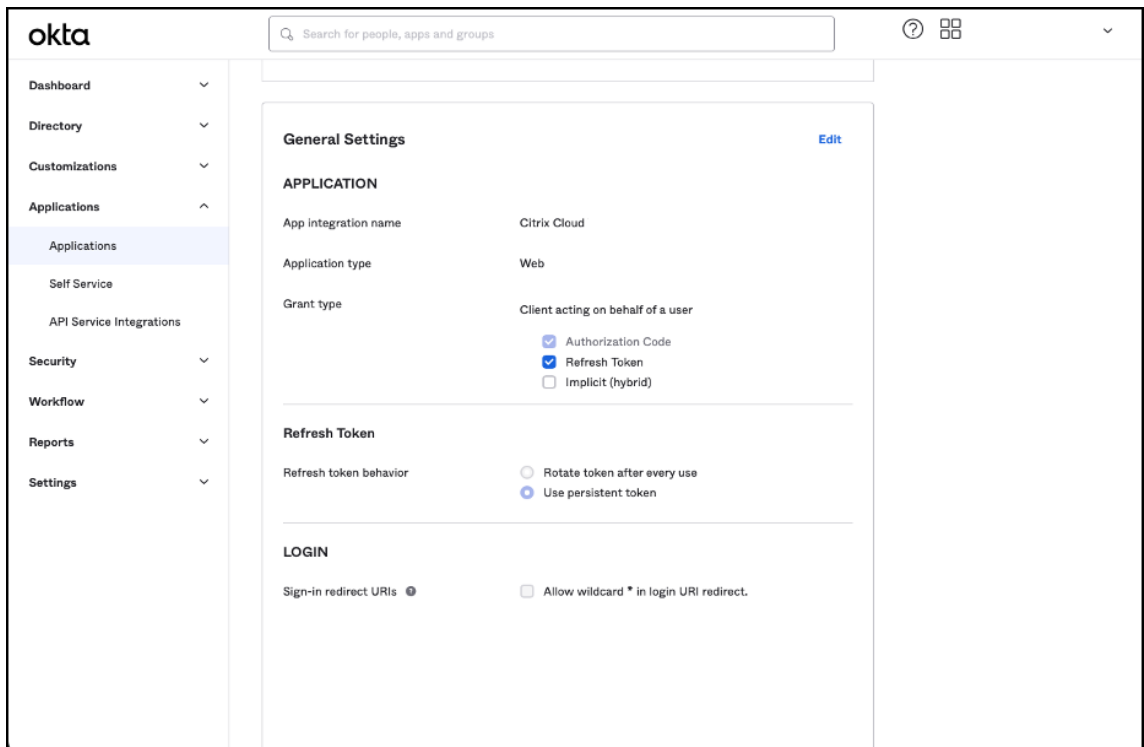 okta
Search for people, apps and groups
Dashboard
Directory
Customizations
Applications
Applications
Self Service
API Service Integrations
Security
Workflow
Reports
Settings
General Settings
Edit
APPLICATION
App integration name
Citrix Cloud
Application type
Web
Grant type
Client acting on behalf of a user
Authorization Code
Refresh Token
Implicit (hybrid)
Refresh Token
Refresh token behavior
Rotate token after every use
Use persistent token
LOGIN
Sign-in redirect URIs
Allow wildcard * in login URI redirect.